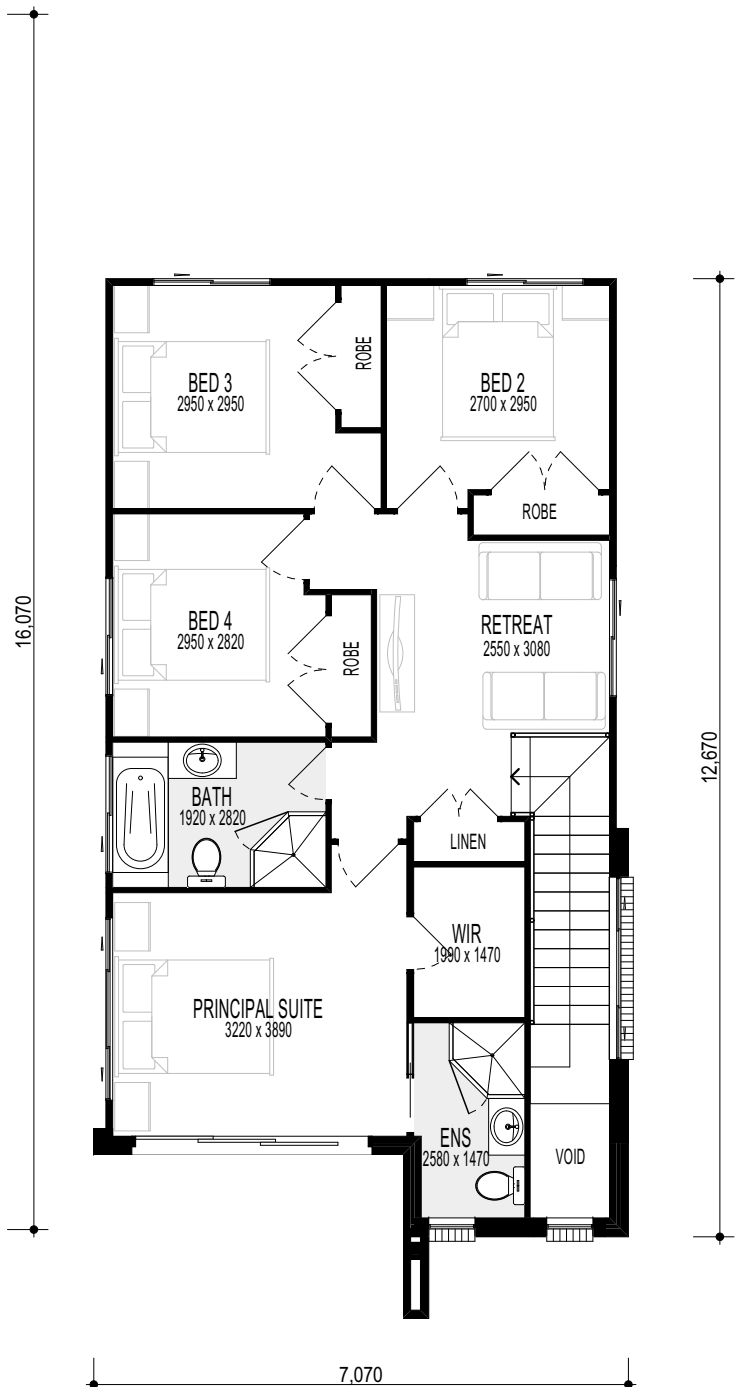 BED 3
2950 x 2950
ROBE
BED 2
2700 x 2950
ROBE
BED 4
2950 x 2820
ROBE
RETREAT
2550 x 3080
16,070
12,670
BATH
1920 x 2820
LINEN
WIR
1990 x 1470
PRINCIPAL SUITE
3220 x 3890
ENS
2580 x 1470
VOID
7,070